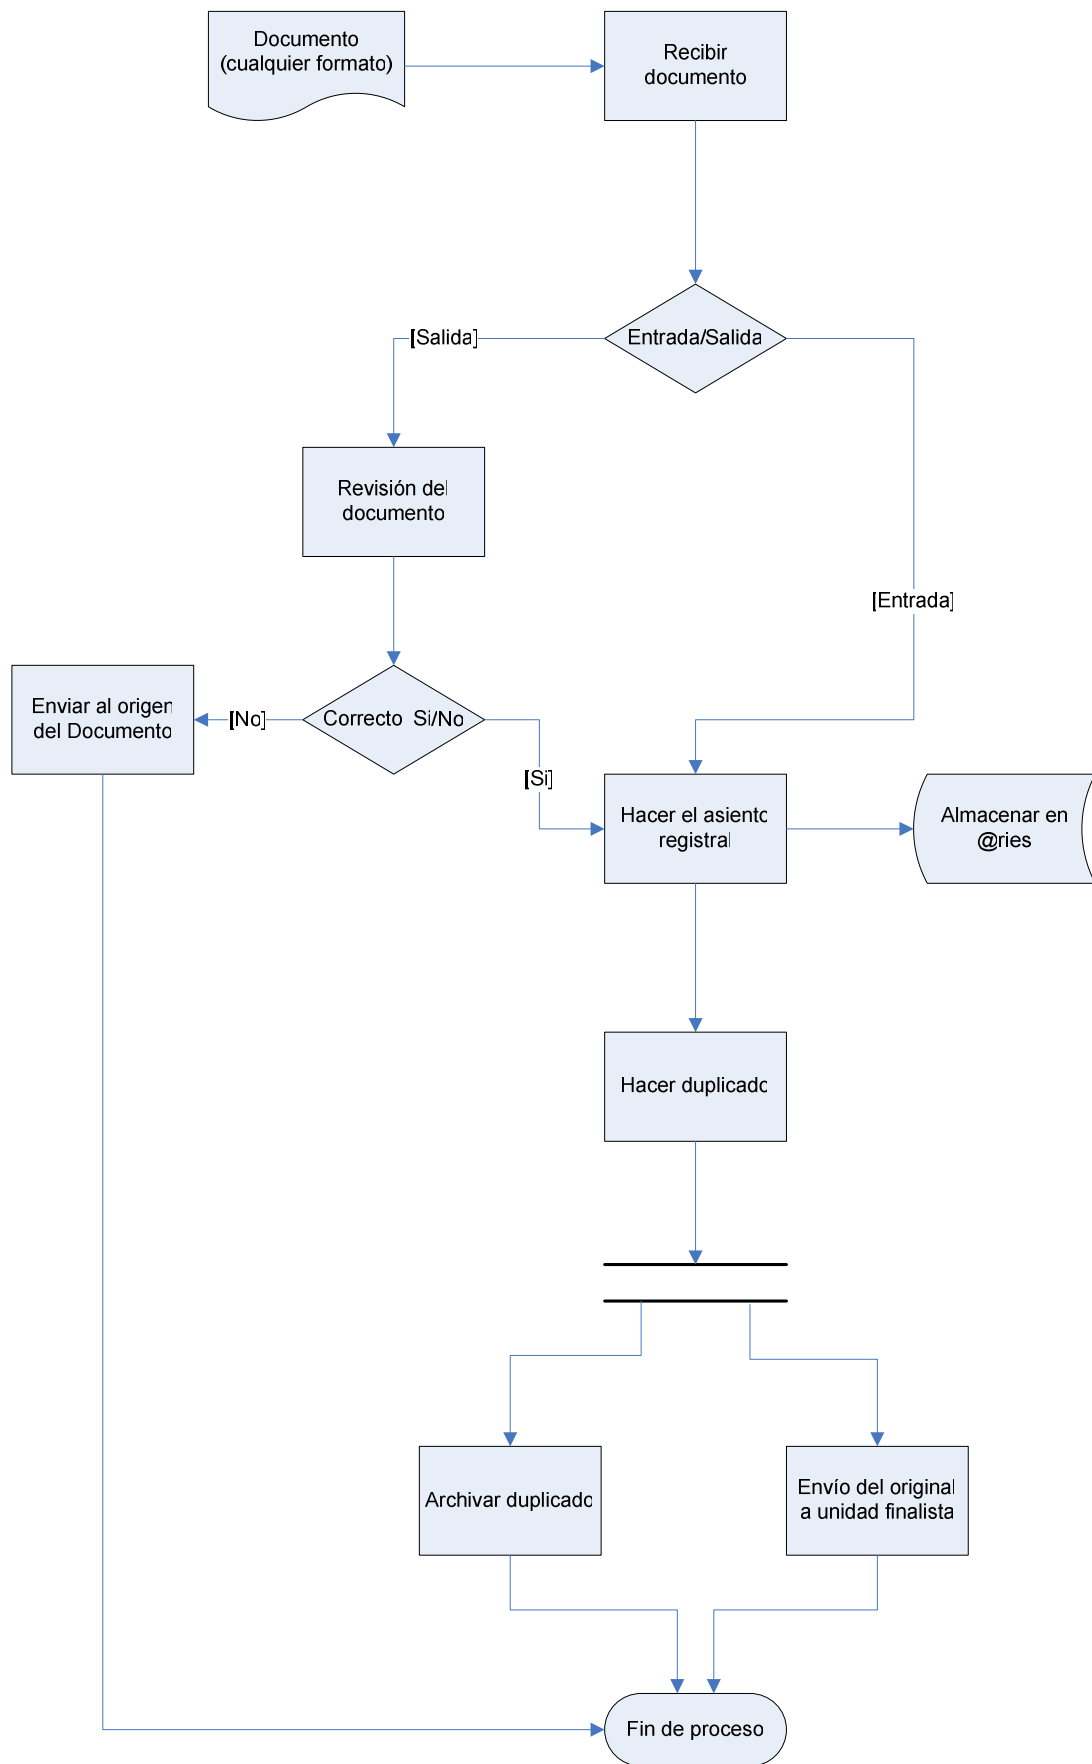 Documento
(cualquier formato)
Recibir
documento
Entrada/Salida
[Salida]
Revisión del
documento
[Entrada]
Enviar al origen
del Documento
[No]
Correcto Si/No
[Si]
Hacer el asiento
registral
Almacenar en
@ries
Hacer duplicado
Archivar duplicado
Envío del original
a unidad finalista
Fin de proceso